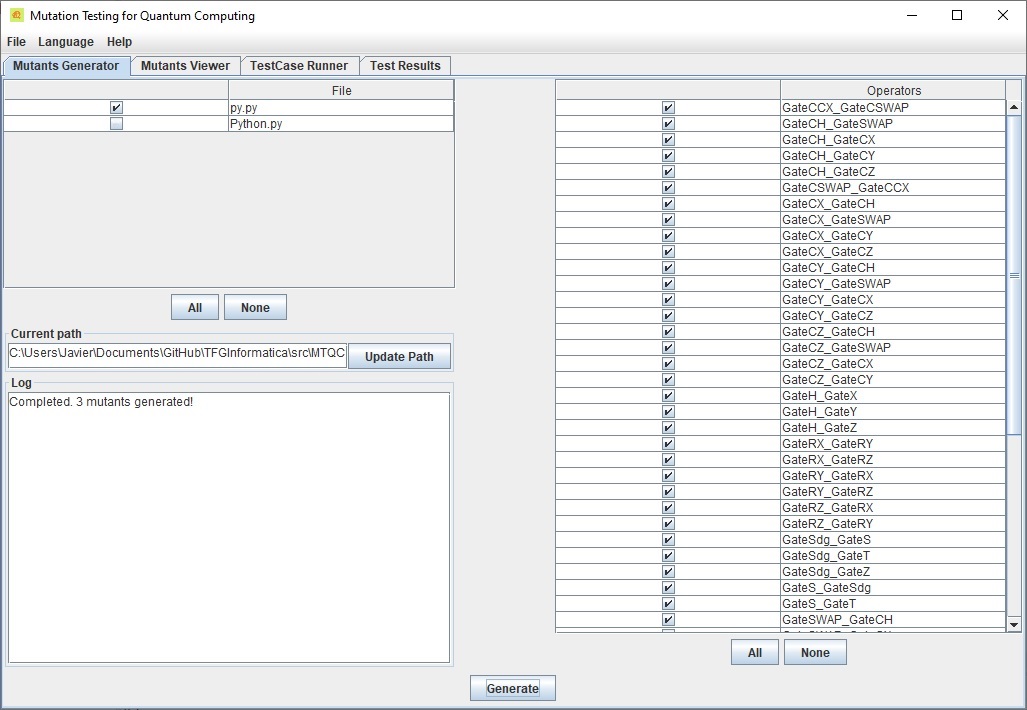 Mutation Testing for Quantum Computing
File Language Help
Mutants Generator Mutants Viewer TestCase Runner Test Results
File
py.py
Python.py
All None
Current path
C:\Users\Javier\Documents\GitHub\TFGInformatica\src\MTQC Update Path
Log
Completed. 3 mutants generated!
Operators
GateCCX_GateCSWAP
GateCH_GateSWAP
GateCH_GateCX
GateCH_GateCY
GateCH_GateCZ
GateCSWAP_GateCCX
GateCX_GateCH
GateCX_GateSWAP
GateCX_GateCY
GateCX_GateCZ
GateCY_GateCH
GateCY_GateSWAP
GateCY_GateCX
GateCY_GateCZ
GateCZ_GateCH
GateCZ_GateSWAP
GateCZ_GateCX
GateCZ_GateCY
GateH_GateX
GateH_GateY
GateH_GateZ
GateRX_GateRY
GateRX_GateRZ
GateRY_GateRX
GateRY_GateRZ
GateRZ_GateRX
GateRZ_GateRY
GateSdg_GateS
GateSdg_GateT
GateSdg_GateZ
GateS_GateSdg
GateS_GateT
GateSWAP_GateCH
All None
Generate